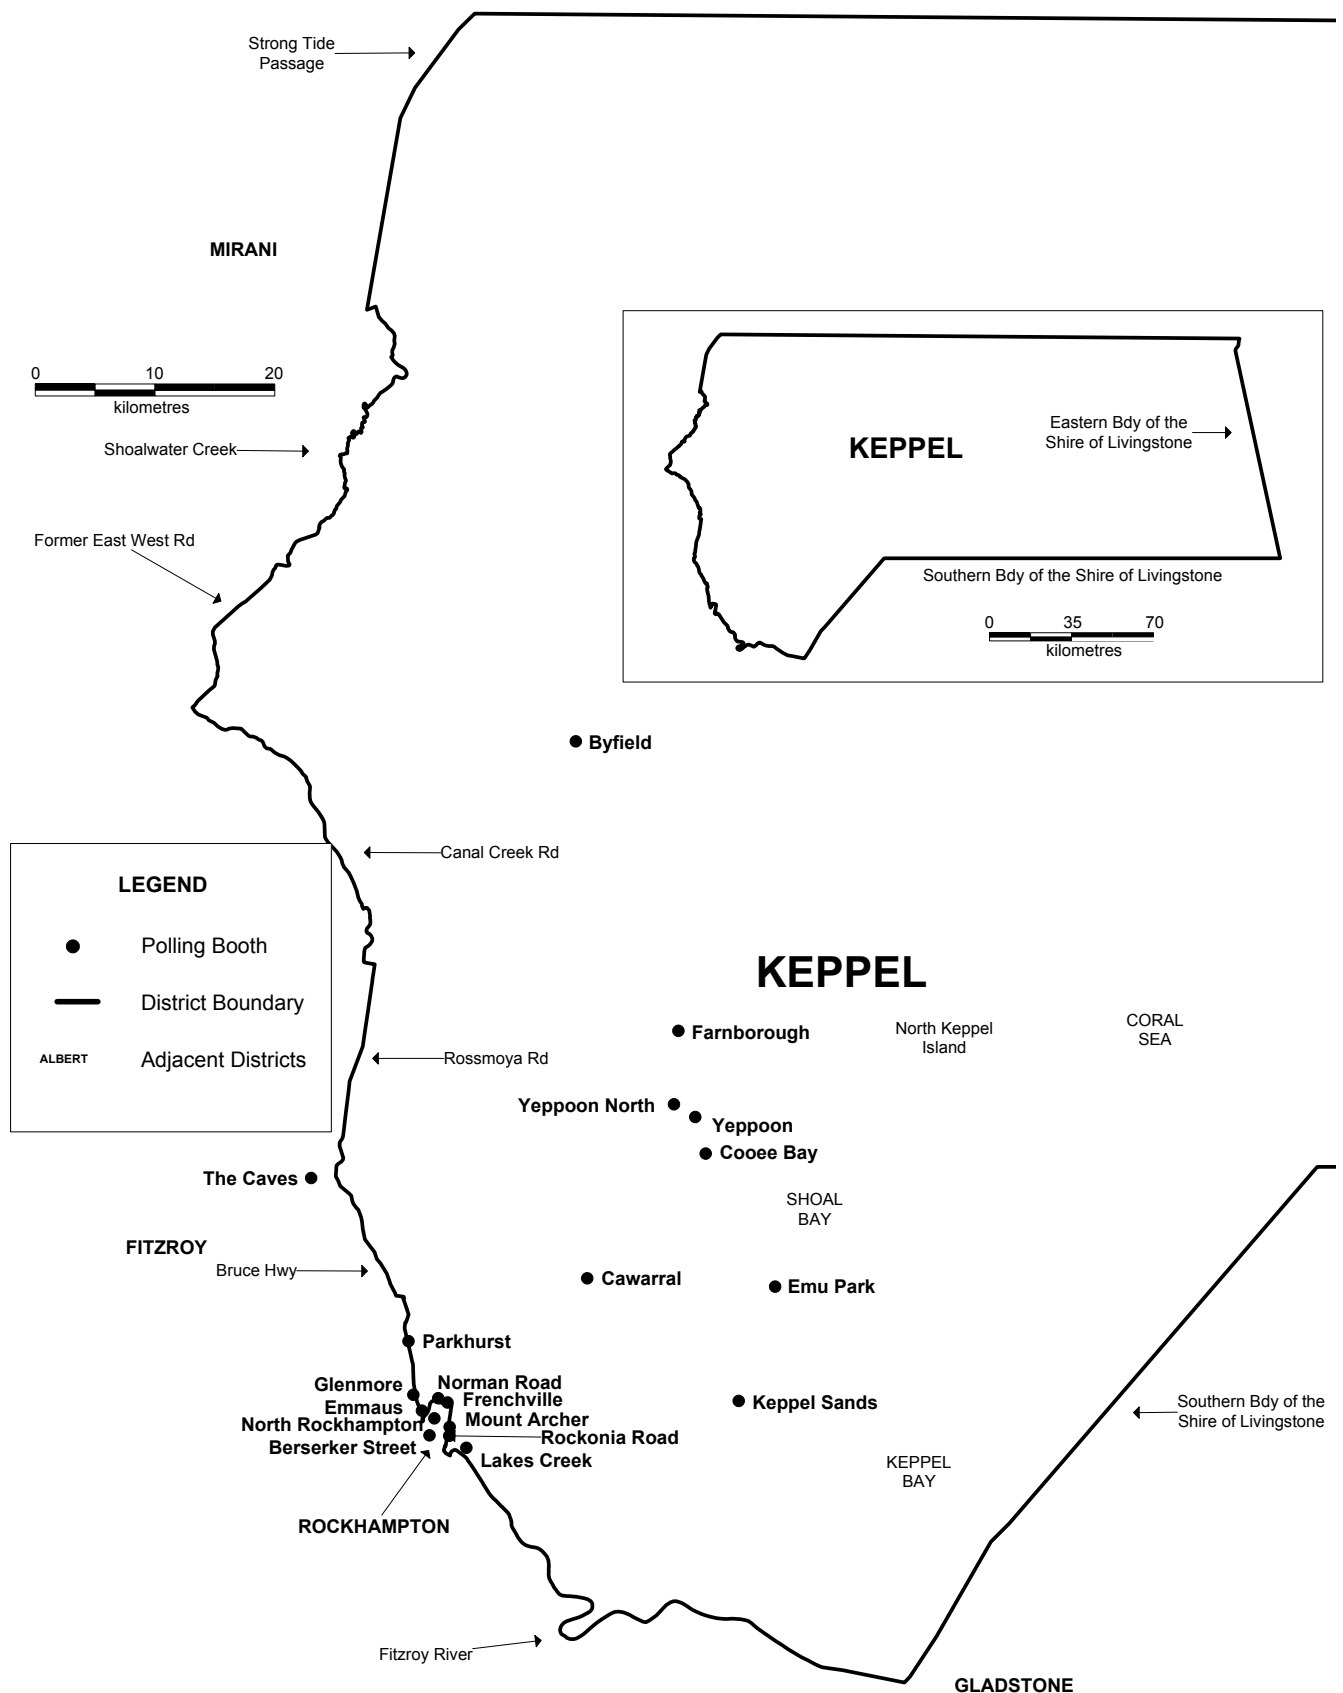 Strong Tide
Passage
MIRANI
0 10 20
kilometres
Shoalwater Creek
Former East West Rd
KEPPEL
Eastern Bdy of the
Shire of Livingstone
Southern Bdy of the Shire of Livingstone
0 35 70
kilometres
Byfield
Canal Creek Rd
LEGEND
Polling Booth
District Boundary
ALBERT Adjacent Districts
KEPPEL
Farnborough
North Keppel
Island
CORAL
SEA
Rossmoya Rd
Yeppoon North
Yeppoon
Cooee Bay
The Caves
SHOAL
BAY
FITZROY
Bruce Hwy
Cawarral
Emu Park
Parkhurst
Glenmore
Norman Road
Emmaus
Frenchville
North Rockhampton
Mount Archer
Berserker Street
Rockonia Road
Lakes Creek
Keppel Sands
Southern Bdy of the
Shire of Livingstone
KEPPEL
BAY
ROCKHAMPTON
Fitzroy River
GLADSTONE